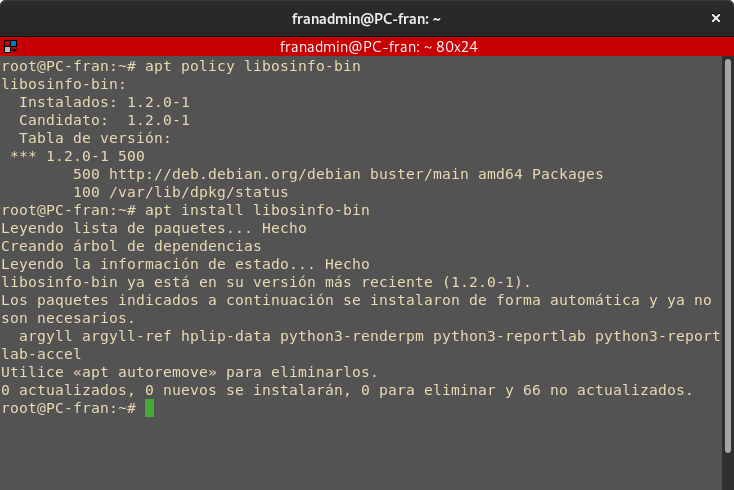 franadmin@PC-fran: ~
franadmin@PC-fran: ~ 80x24
root@PC-fran:~# apt policy libosinfo-bin
libosinfo-bin:
  Instalados: 1.2.0-1
  Candidato:  1.2.0-1
  Tabla de versión:
 *** 1.2.0-1 500
        500 http://deb.debian.org/debian buster/main amd64 Packages
        100 /var/lib/dpkg/status
root@PC-fran:~# apt install libosinfo-bin
Leyendo lista de paquetes... Hecho
Creando árbol de dependencias
Leyendo la información de estado... Hecho
libosinfo-bin ya está en su versión más reciente (1.2.0-1).
Los paquetes indicados a continuación se instalaron de forma automática y ya no
son necesarios.
  argyll argyll-ref hplip-data python3-renderpm python3-reportlab python3-report
lab-accel
Utilice «apt autoremove» para eliminarlos.
0 actualizados, 0 nuevos se instalarán, 0 para eliminar y 66 no actualizados.
root@PC-fran:~#